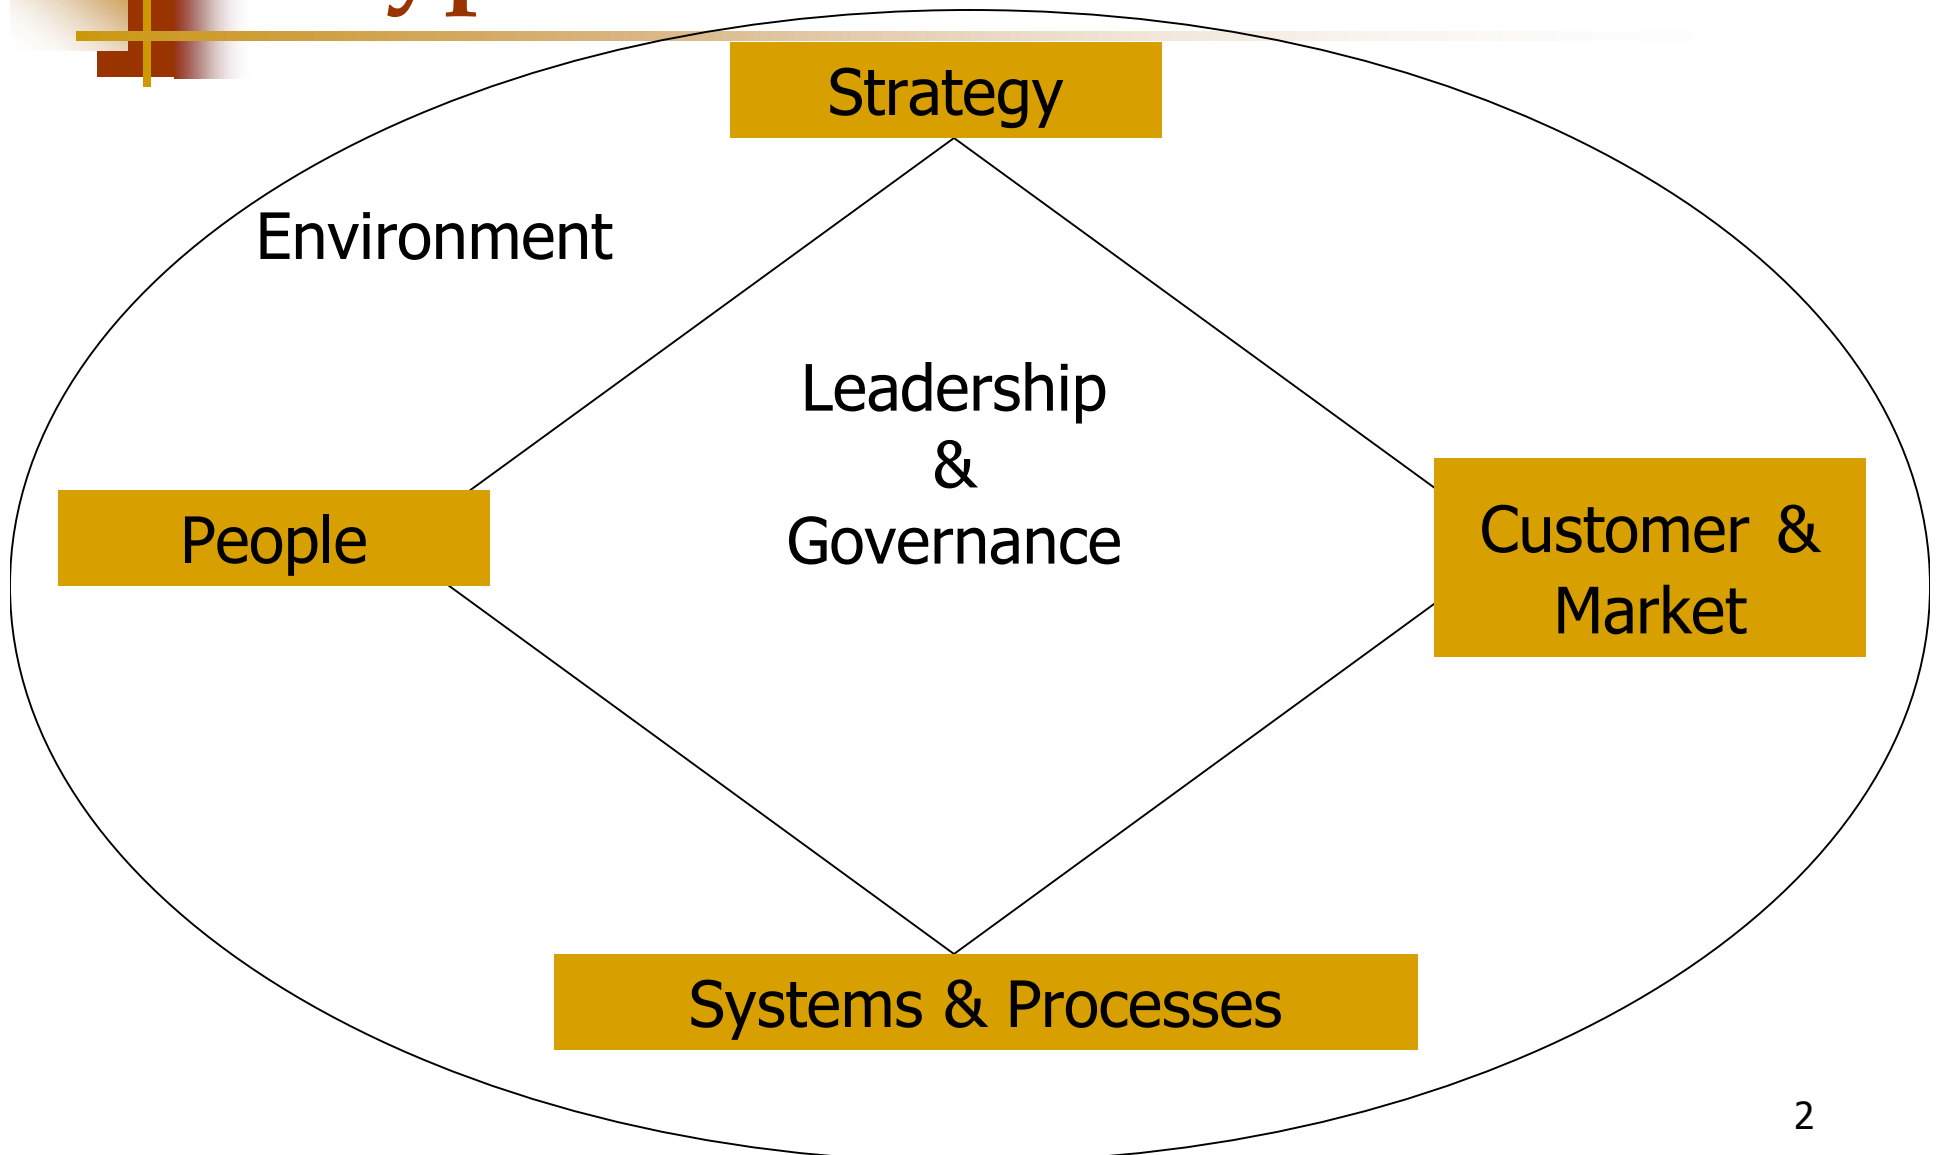 Strategy
Environment
Leadership
&
Governance
People
Customer &
Market
Systems & Processes
2